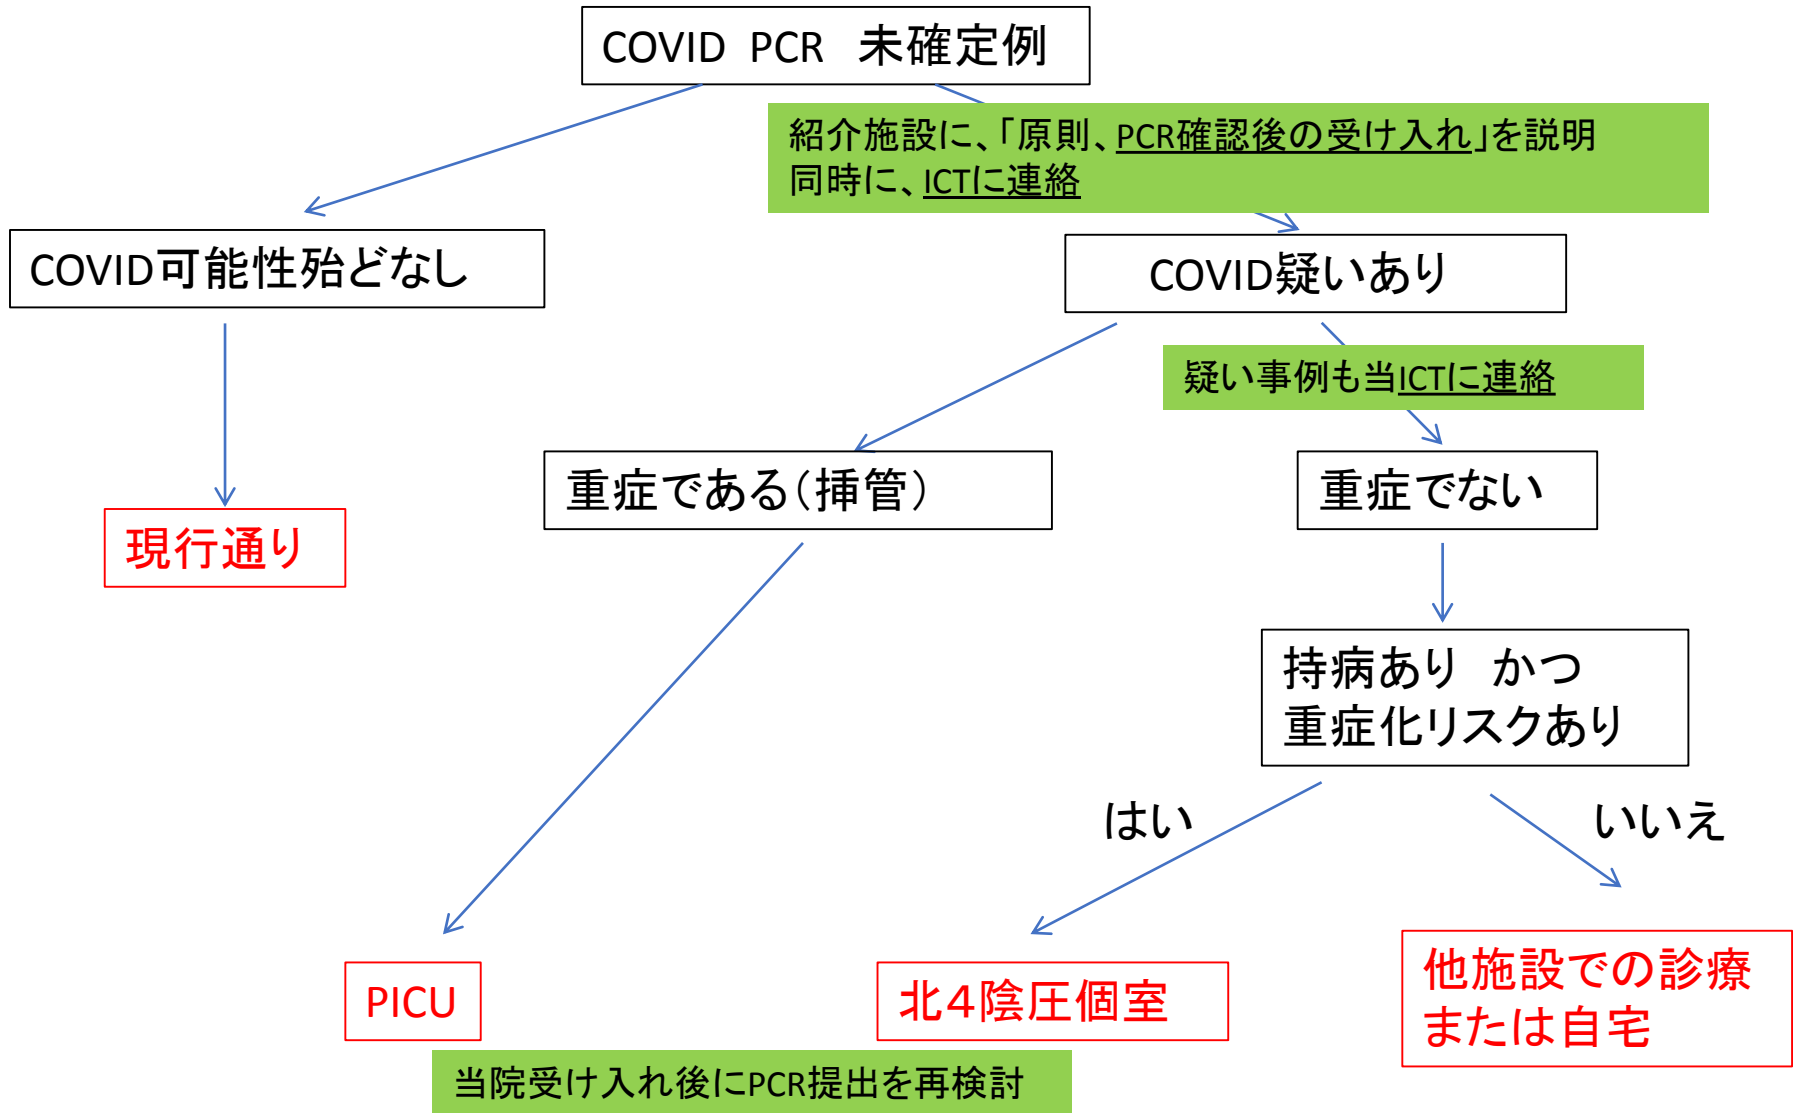 COVID PCR　未確定例
紹介施設に、「原則、PCR確認後の受け入れ」を説明
同時に、ICTに連絡
COVID可能性殆どなし
COVID疑いあり
疑い事例も当ICTに連絡
重症である（挿管）
重症でない
現行通り
持病あり　かつ
重症化リスクあり
はい
いいえ
PICU
北４陰圧個室
他施設での診療
または自宅
当院受け入れ後にPCR提出を再検討